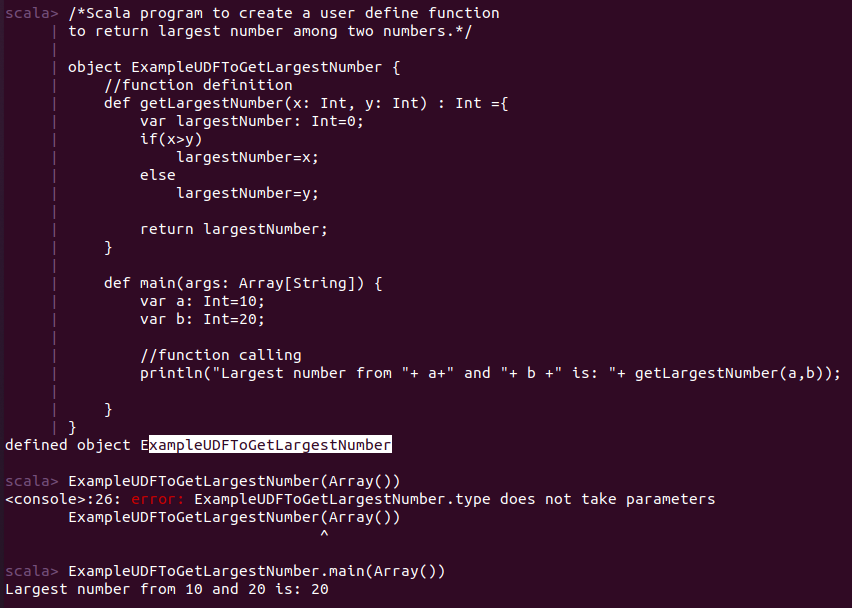 scala> /*Scala program to create a user define function
     | to return largest number among two numbers.*/
     |
     | object ExampleUDFToGetLargestNumber {
     |     //function definition
     |     def getLargestNumber(x: Int, y: Int) : Int ={
     |         var largestNumber: Int=0;
     |         if(x>y)
     |             largestNumber=x;
     |         else
     |             largestNumber=y;
     |
     |         return largestNumber;
     |     }
     |
     |     def main(args: Array[String]) {
     |         var a: Int=10;
     |         var b: Int=20;
     |
     |         //function calling
     |         println("Largest number from "+ a+" and "+ b +" is: "+ getLargestNumber(a,b));
     |
     |     }
     | }
defined object ExampleUDFToGetLargestNumber

scala> ExampleUDFToGetLargestNumber(Array())
<console>:26: error: ExampleUDFToGetLargestNumber.type does not take parameters
       ExampleUDFToGetLargestNumber(Array())
                                   ^

scala> ExampleUDFToGetLargestNumber.main(Array())
Largest number from 10 and 20 is: 20